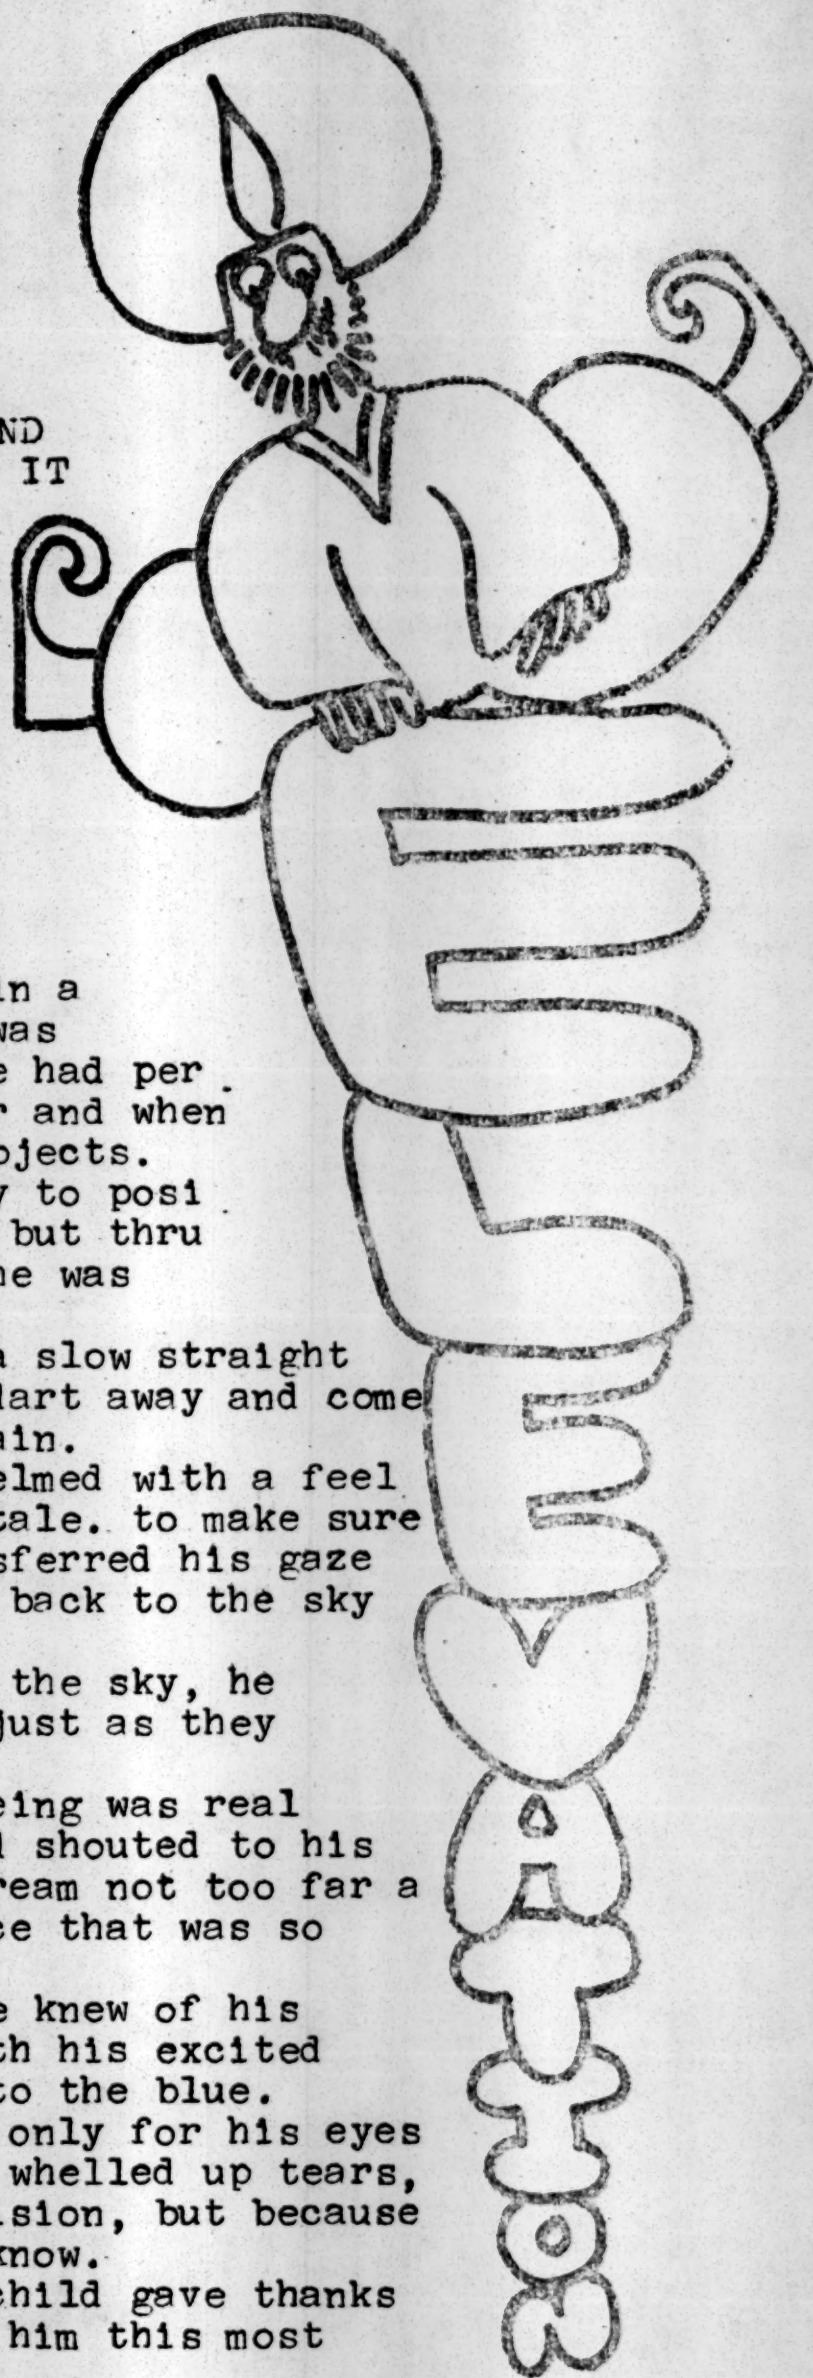 ND
IT
in a
was
e had per
r and when
bjects.
y to posi
but thru
he was
a slow straight
dart away and come
ain.
elmed with a feel
tale. to make sure
sferred his gaze
back to the sky
the sky, he
just as they
eing was real
d shouted to his
ream not too far a
ce that was so
e knew of his
th his excited
to the blue.
only for his eyes
whelled up tears,
ision, but because
know.
child gave thanks
him this most
ELEVATION